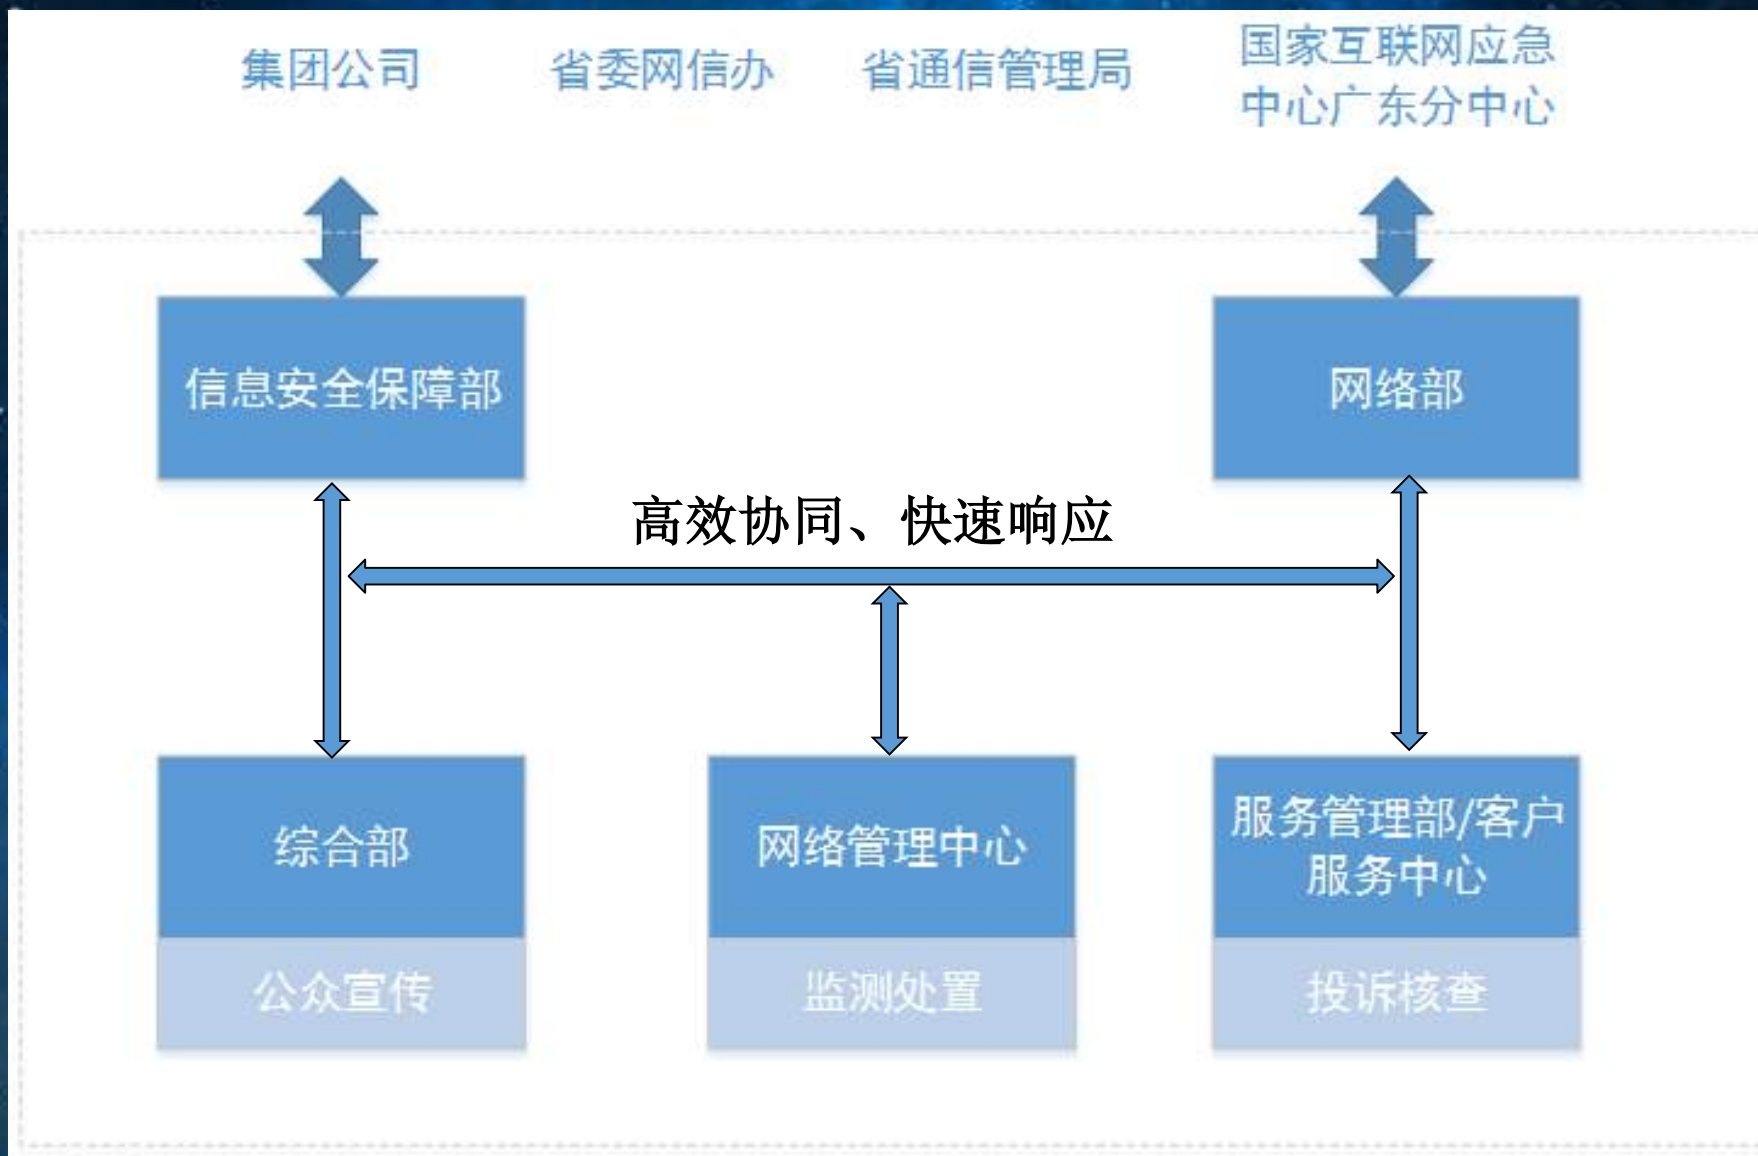 集团公司
省委网信办
省通信管理局
国家互联网应急
中心广东分中心
信息安全保障部
网络部
高效协同、快速响应
综合部
网络管理中心
服务管理部/客户
服务中心
公众宣传
监测处置
投诉核查